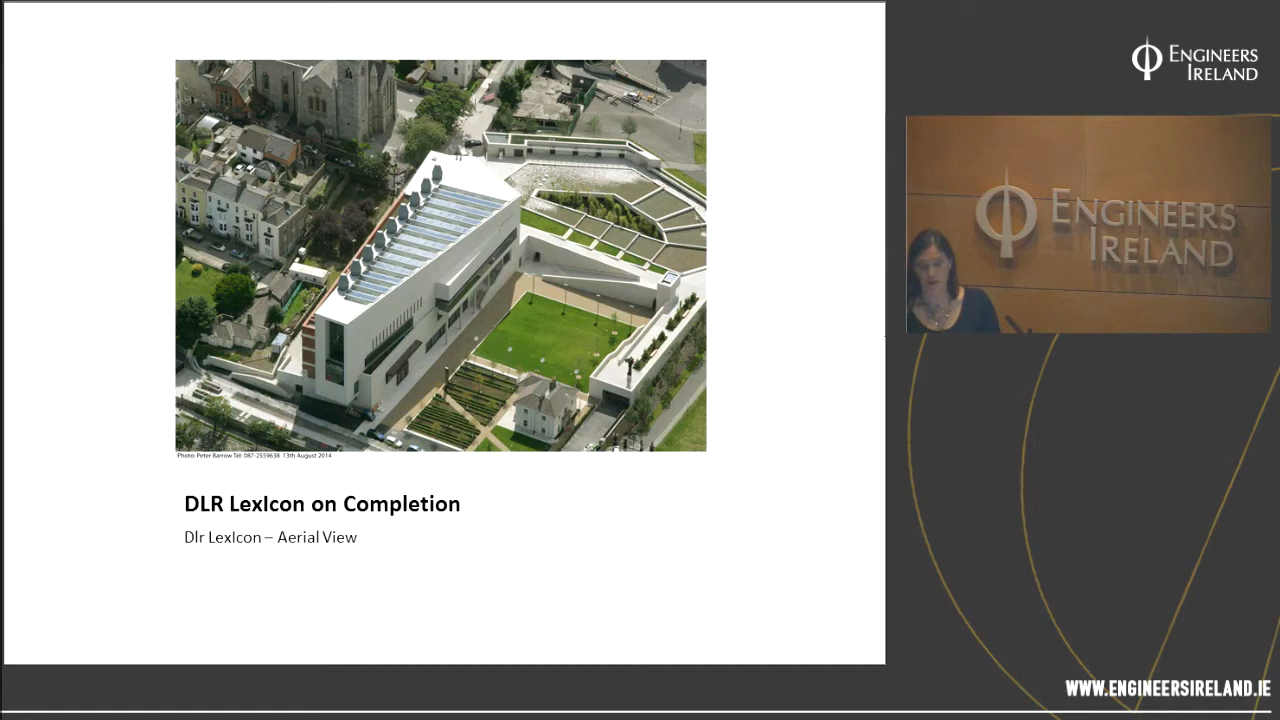 Photo: Peter Barrow Tel: 087-2559638 13th August 2014
DLR LexIcon on Completion
Dlr LexIcon – Aerial View
ENGINEERS
IRELAND
ENGINEERS
IRELAND
WWW.ENGINEERSIRELAND.IE